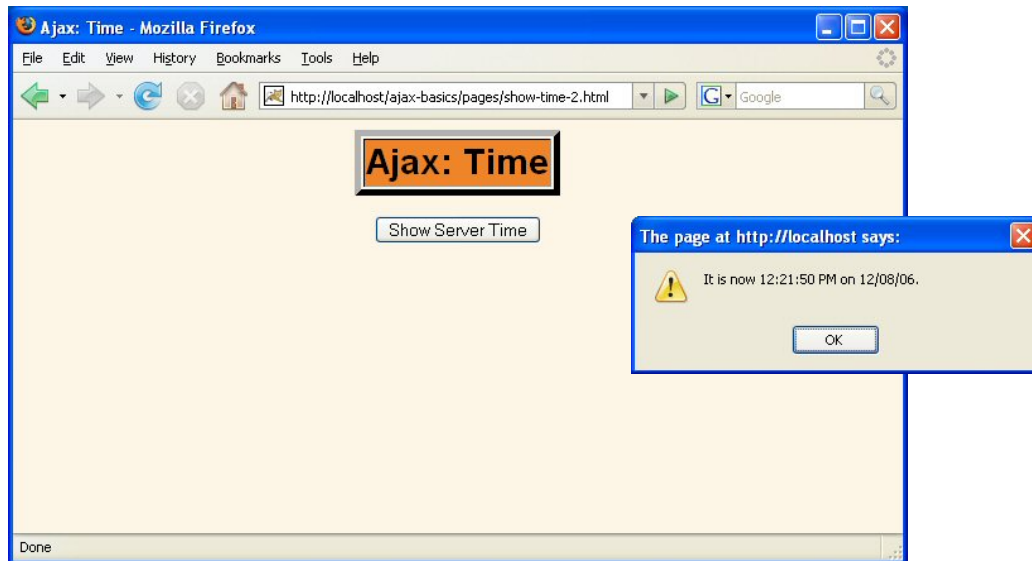 Ajax: Time - Mozilla Firefox
File Edit View History Bookmarks Tools Help
http://localhost/ajax-basics/pages/show-time-2.html G Google
Ajax: Time
Show Server Time
The page at http://localhost says:
It is now 12:21:50 PM on 12/08/06.
OK
Done